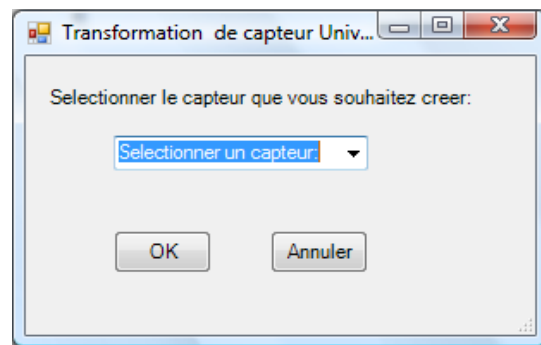 Transformation de capteur Univ...
Selectionner le capteur que vous souhaitez creer:
Selectionner un capteur:
OK
Annuler